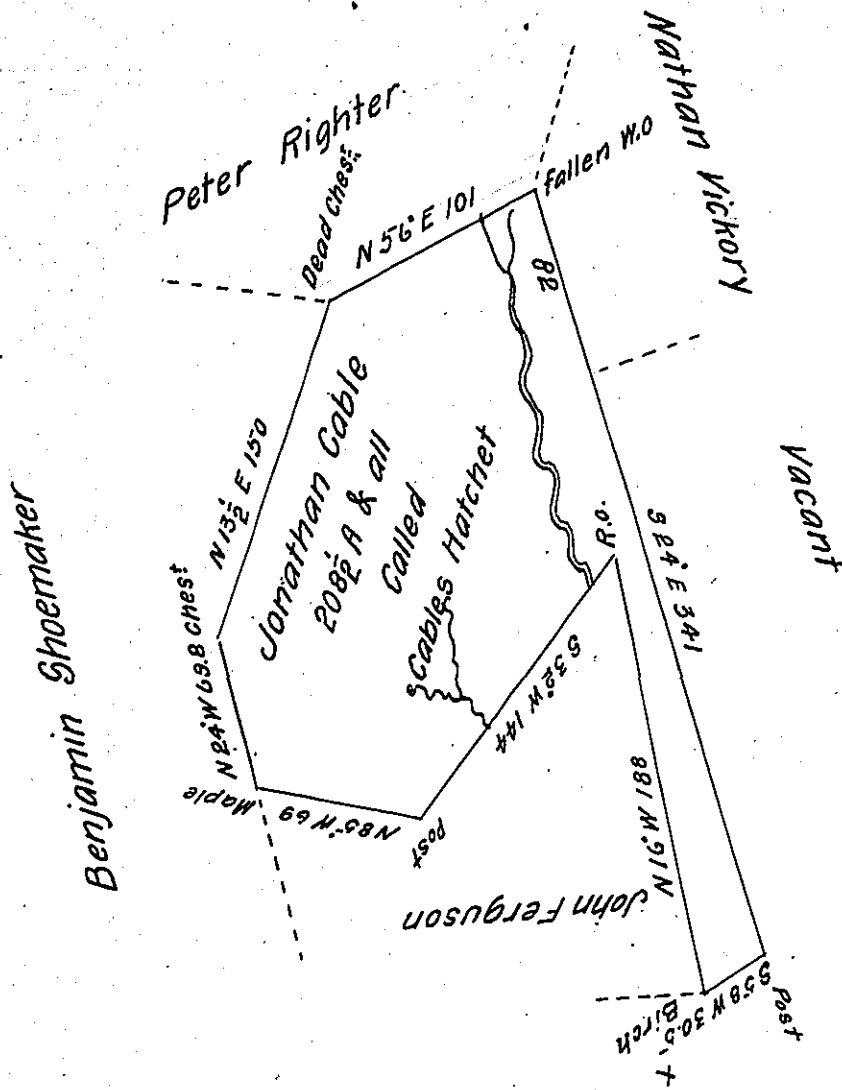 Peter Righter
Nathan Vickory
Dead Chest:
N 56° E 101
fallen W.O
82
Vacant
S 24° E 341
Benjamin Shoemaker
N 13½ E 150
Jonathan Cable
208½ A & all
Called
Cables Hatchet
R.O.
S 32° W 144
N 24° W 69.8 Chest
Maple
N 85° W 69
Post
John Ferguson
N 16° W 188
Post
S 58 W 30.5
Birch